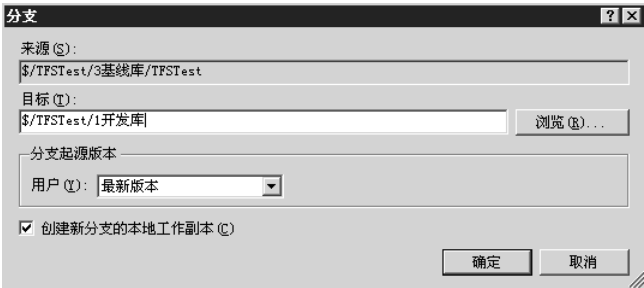 分支
来源(S):
$/TFSTest/3基线库/TFSTest
目标(T):
$/TFSTest/1开发库
浏览(R)...
分支起源版本
用户(Y): 最新版本
创建新分支的本地工作副本(C)
确定 取消